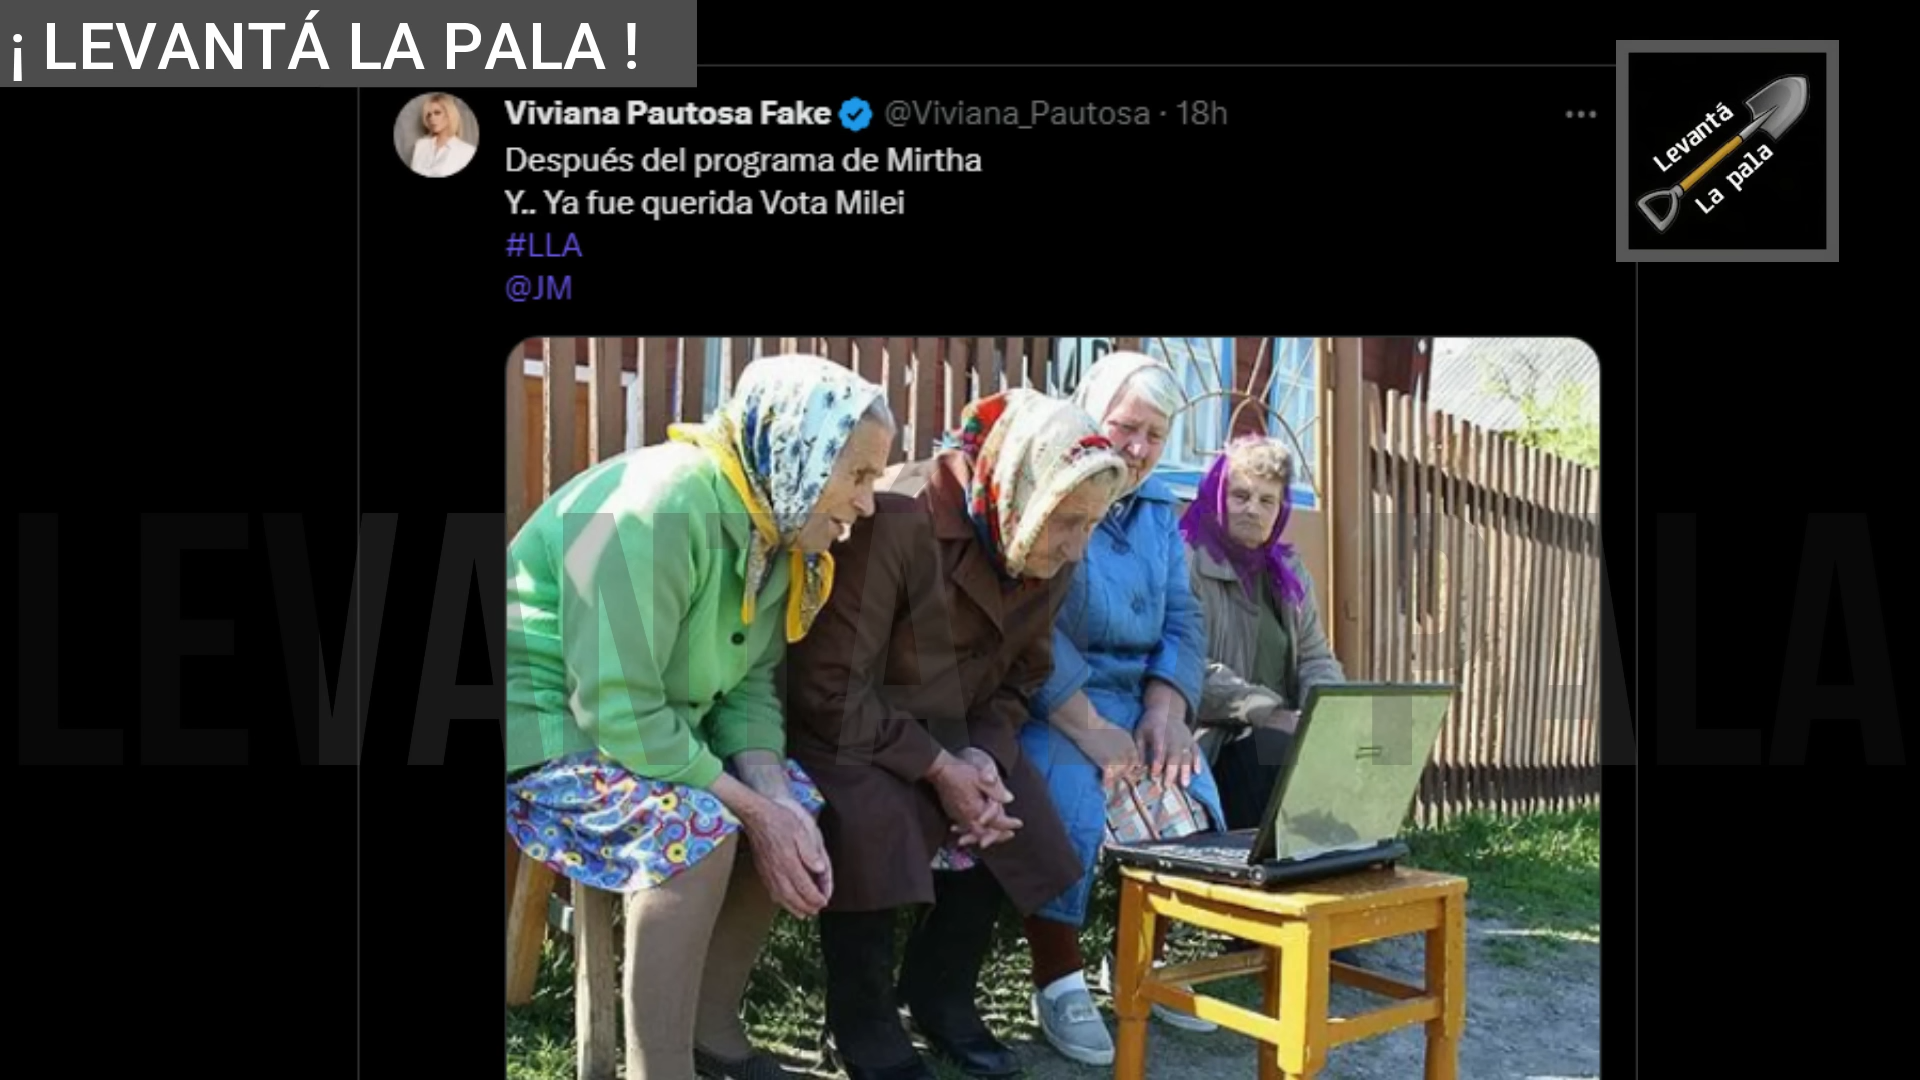 ¡ LEVANTÁ LA PALA !
Viviana Pautosa Fake @Viviana_Pautosa · 18h
Después del programa de Mirtha
Y.. Ya fue querida Vota Milei
#LLA
@JM
Levantá
La pala
LEVANTÁ LA PALA